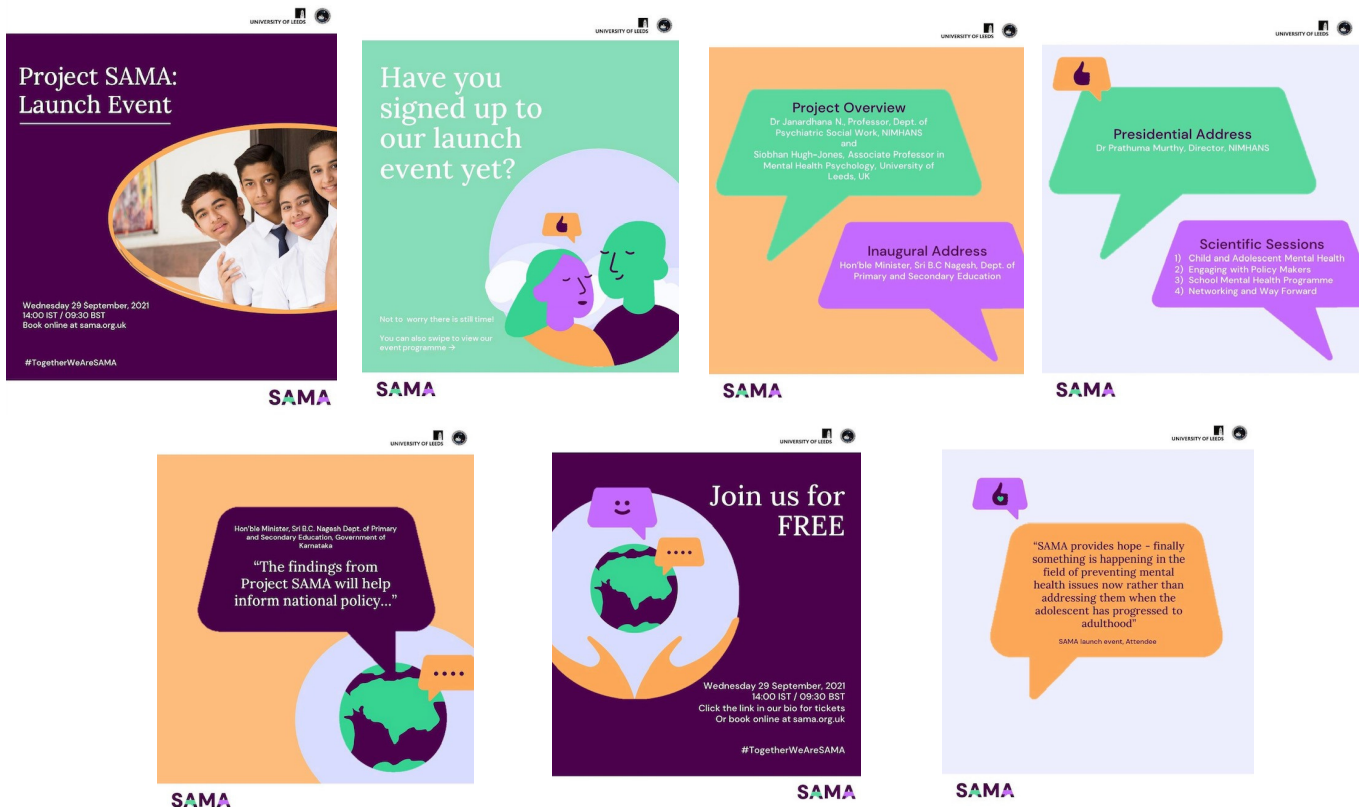 UNIVERSITY OF LEEDS
Project SAMA:
Launch Event
Wednesday 29 September, 2021
14:00 IST / 09:30 BST
Book online at sama.org.uk
#TogetherWeAreSAMA
SAMA
UNIVERSITY OF LEEDS
Have you
signed up to
our launch
event yet?
Not to worry there is still time!
You can also swipe to view our
event programme →
SAMA
UNIVERSITY OF LEEDS
Project Overview
Dr Janardhana N., Professor, Dept. of
Psychiatric Social Work, NIMHANS
and
Siobhan Hugh-Jones, Associate Professor in
Mental Health Psychology, University of
Leeds, UK
Inaugural Address
Hon'ble Minister, Sri B.C Nagesh, Dept. of
Primary and Secondary Education
SAMA
UNIVERSITY OF LEEDS
Presidential Address
Dr Prathuma Murthy, Director, NIMHANS
Scientific Sessions
1) Child and Adolescent Mental Health
2) Engaging with Policy Makers
3) School Mental Health Programme
4) Networking and Way Forward
SAMA
UNIVERSITY OF LEEDS
Hon'ble Minister, Sri B.C. Nagesh Dept. of Primary
and Secondary Education, Government of
Karnataka
“The findings from
Project SAMA will help
inform national policy...”
SAMA
UNIVERSITY OF LEEDS
Join us for
FREE
Wednesday 29 September, 2021
14:00 IST / 09:30 BST
Click the link in our bio for tickets
Or book online at sama.org.uk
#TogetherWeAreSAMA
SAMA
UNIVERSITY OF LEEDS
“SAMA provides hope - finally
something is happening in the
field of preventing mental
health issues now rather than
addressing them when the
adolescent has progressed to
adulthood”
SAMA launch event, Attendee
SAMA